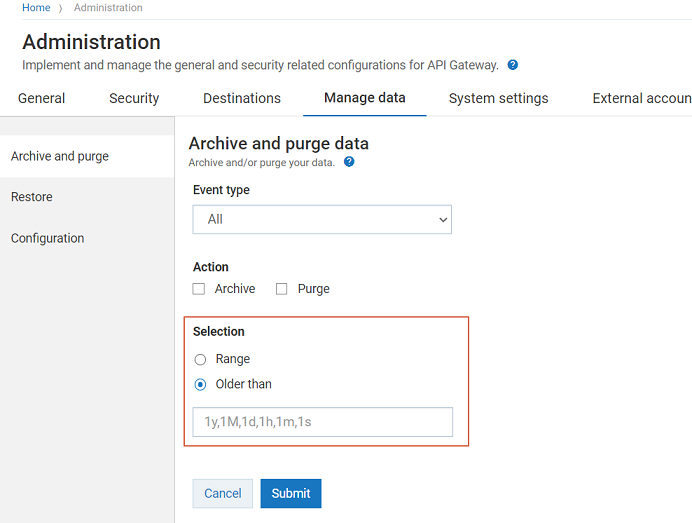 Home 〉 Administration
Administration
Implement and manage the general and security related configurations for API Gateway. ?
General Security Destinations Manage data System settings External accoun
Archive and purge
Restore
Configuration
Archive and purge data
Archive and/or purge your data. ?
Event type
All
Action
Archive Purge
Selection
Range
Older than
1y,1M,1d,1h,1m,1s
Cancel Submit